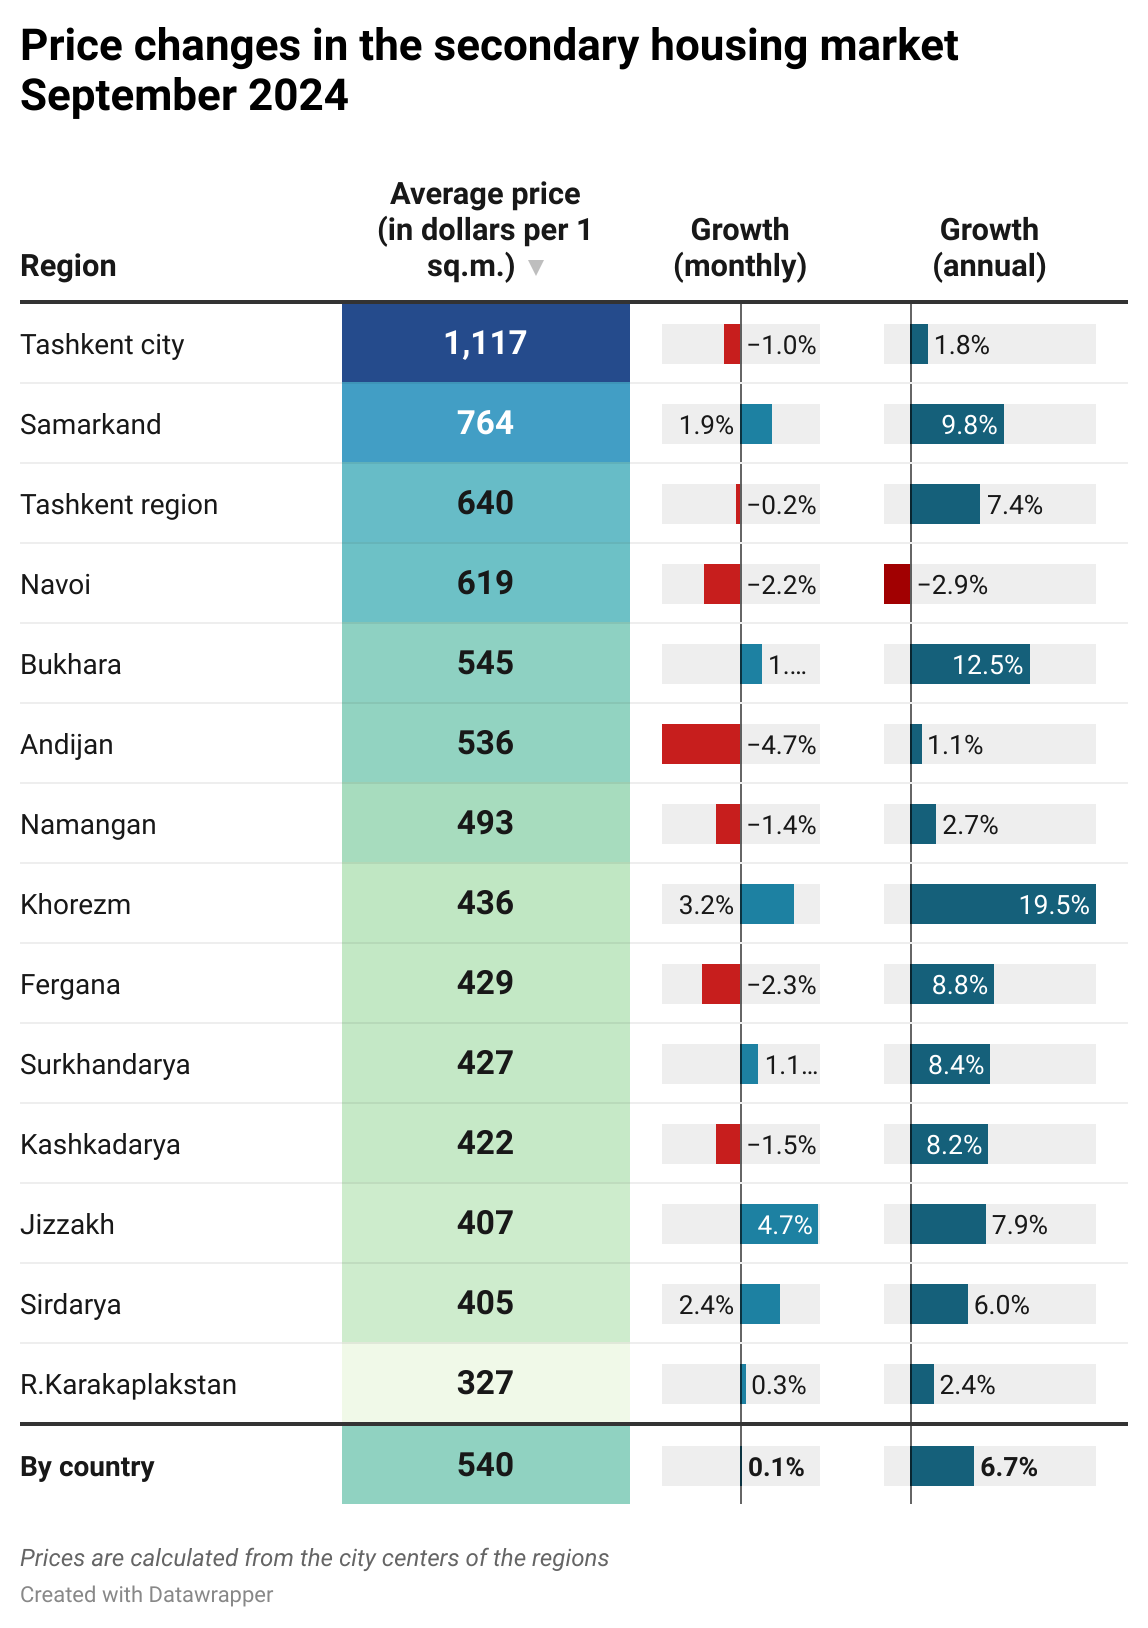 Price changes in the secondary housing market
September 2024
Region
Average price
(in dollars per 1
sq.m.) ▼
Growth
(monthly)
Growth
(annual)
Tashkent city 1,117 −1.0% 1.8%
Samarkand 764 1.9% 9.8%
Tashkent region 640 −0.2% 7.4%
Navoi 619 −2.2% −2.9%
Bukhara 545 1.... 12.5%
Andijan 536 −4.7% 1.1%
Namangan 493 −1.4% 2.7%
Khorezm 436 3.2% 19.5%
Fergana 429 −2.3% 8.8%
Surkhandarya 427 1.1... 8.4%
Kashkadarya 422 −1.5% 8.2%
Jizzakh 407 4.7% 7.9%
Sirdarya 405 2.4% 6.0%
R.Karakaplakstan 327 0.3% 2.4%
By country 540 0.1% 6.7%
Prices are calculated from the city centers of the regions
Created with Datawrapper